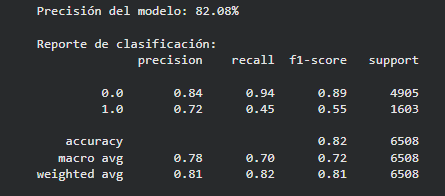 Precisión del modelo: 82.08%
Reporte de clasificación:
precision recall f1-score support
0.0 0.84 0.94 0.89 4905
1.0 0.72 0.45 0.55 1603
accuracy 0.82 6508
macro avg 0.78 0.70 0.72 6508
weighted avg 0.81 0.82 0.81 6508